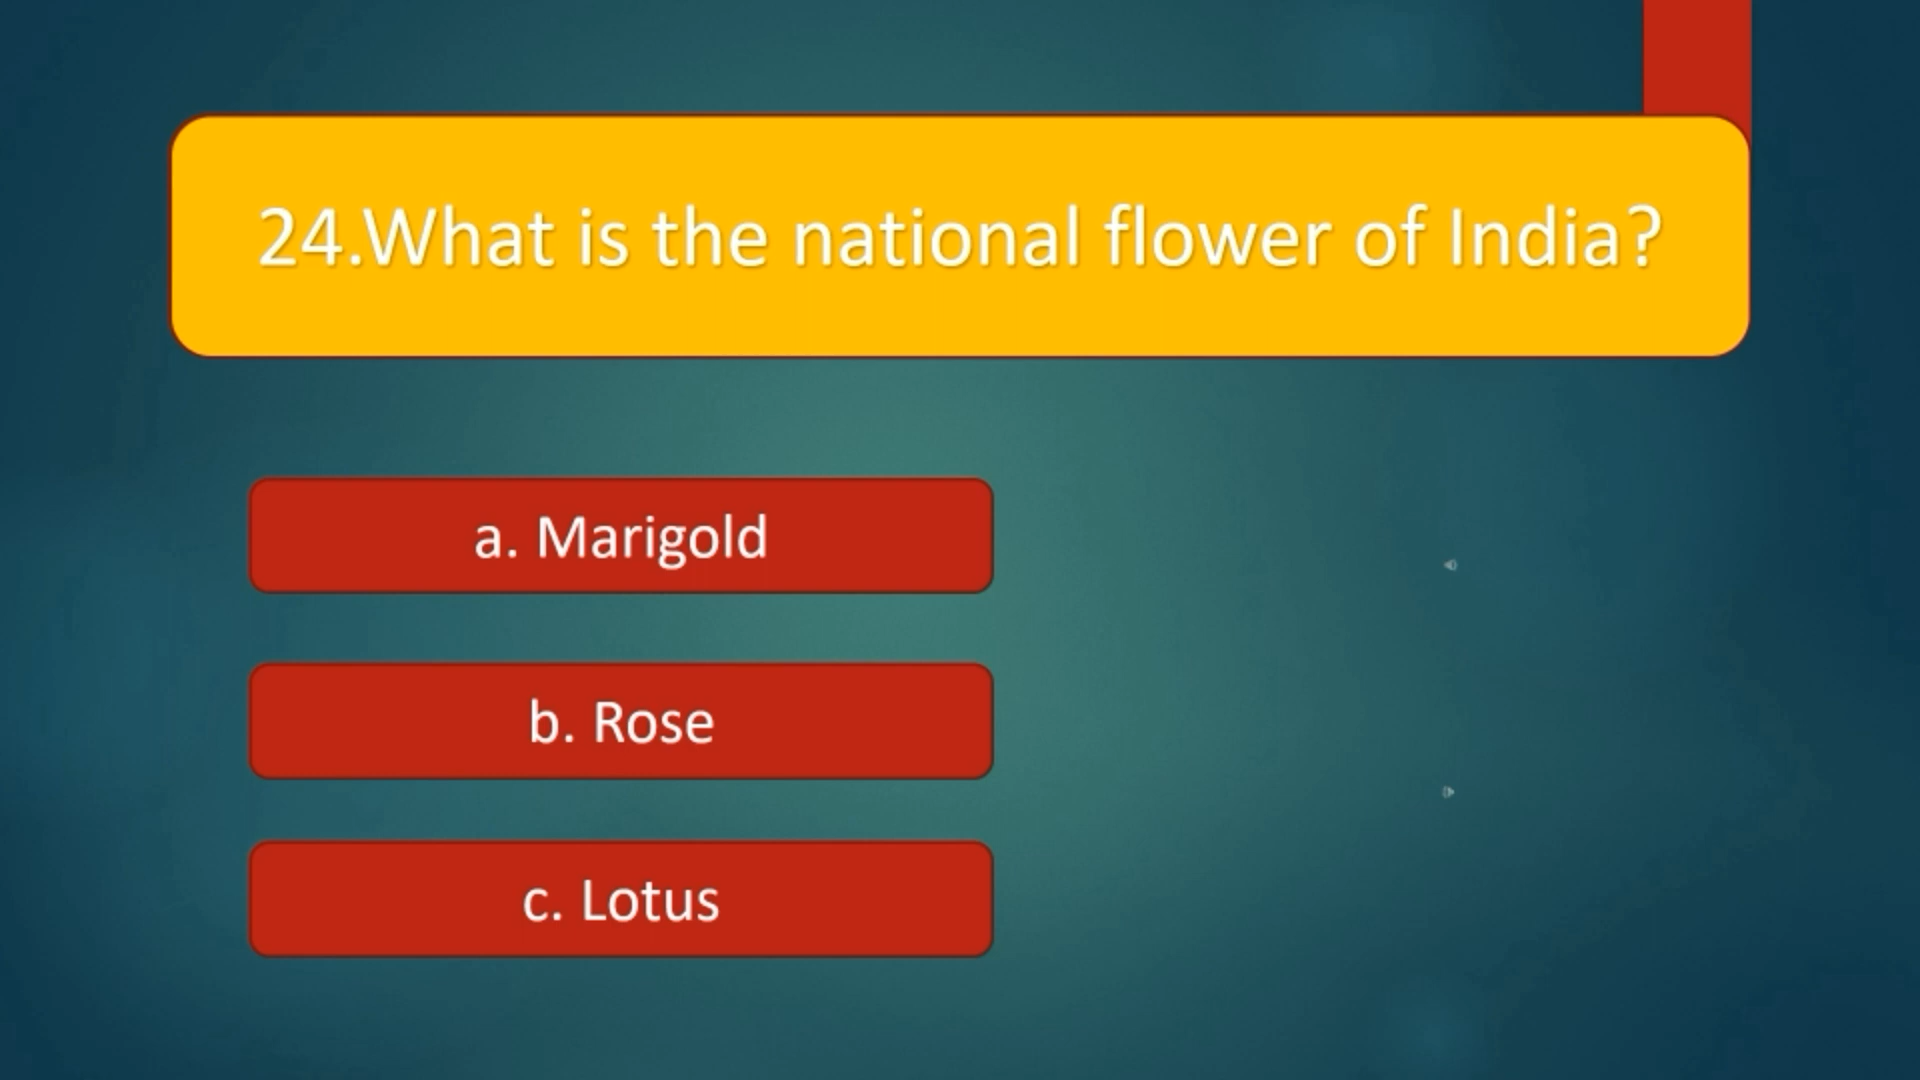 24.What is the national flower of India?
a. Marigold
b. Rose
c. Lotus